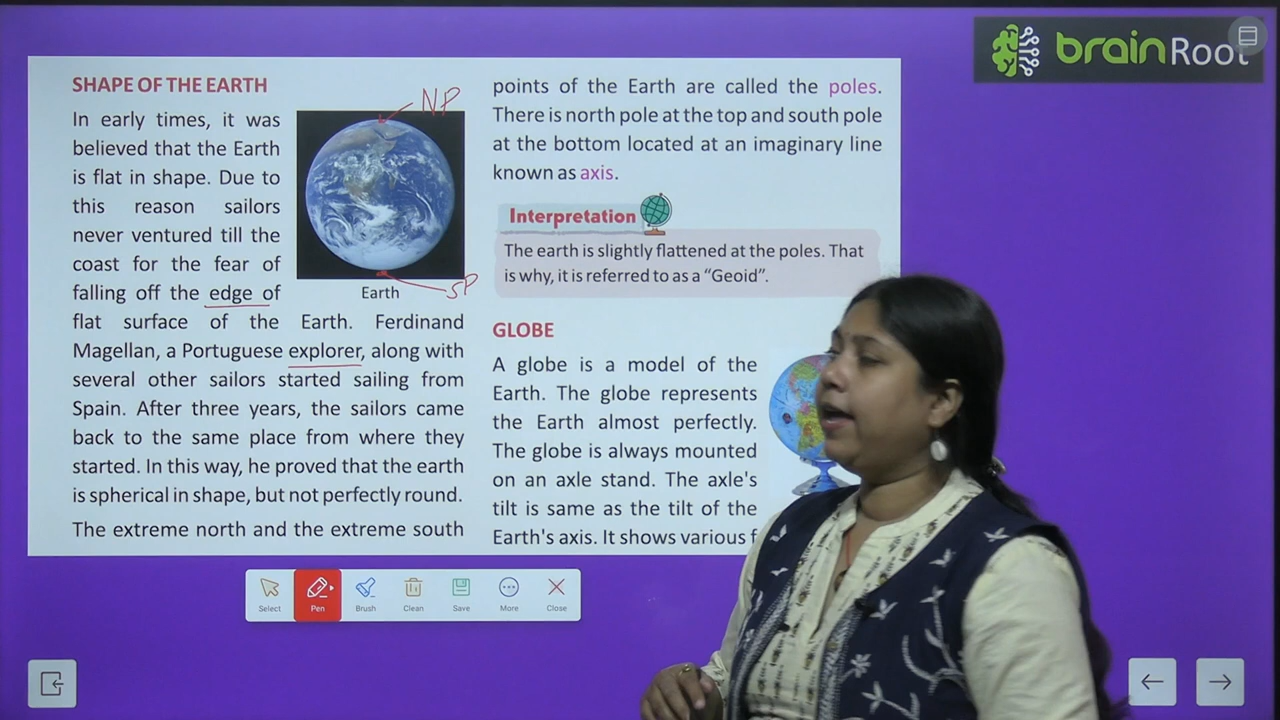 brainRoot
SHAPE OF THE EARTH
In early times, it was
believed that the Earth
is flat in shape. Due to
this reason sailors
never ventured till the
coast for the fear of
falling off the edge of
flat surface of the Earth. Ferdinand
Magellan, a Portuguese explorer, along with
several other sailors started sailing from
Spain. After three years, the sailors came
back to the same place from where they
started. In this way, he proved that the earth
is spherical in shape, but not perfectly round.
The extreme north and the extreme south
NP
SP
Earth
points of the Earth are called the poles.
There is north pole at the top and south pole
at the bottom located at an imaginary line
known as axis.
Interpretation
The earth is slightly flattened at the poles. That
is why, it is referred to as a “Geoid”.
GLOBE
A globe is a model of the
Earth. The globe represents
the Earth almost perfectly.
The globe is always mounted
on an axle stand. The axle's
tilt is same as the tilt of the
Earth's axis. It shows various
Select
Pen
Brush
Clean
Save
More
Close